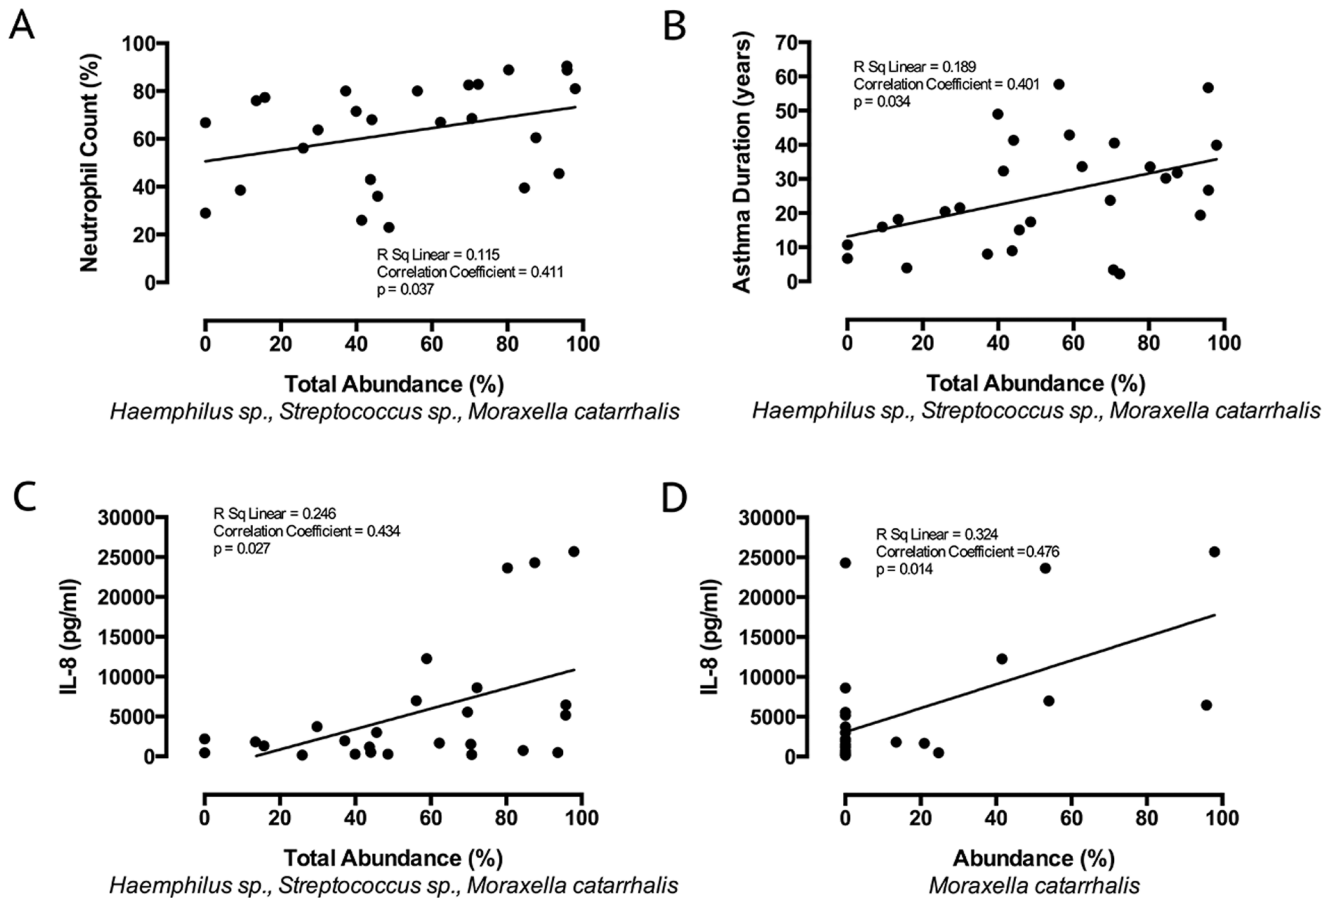 A
Neutrophil Count (%)
100
80
60
40
20
0
R Sq Linear = 0.115
Correlation Coefficient = 0.411
p = 0.037
0 20 40 60 80 100
Total Abundance (%)
Haemphilus sp., Streptococcus sp., Moraxella catarrhalis
B
Asthma Duration (years)
70
60
50
40
30
20
10
0
R Sq Linear = 0.189
Correlation Coefficient = 0.401
p = 0.034
0 20 40 60 80 100
Total Abundance (%)
Haemphilus sp., Streptococcus sp., Moraxella catarrhalis
C
IL-8 (pg/ml)
30000
25000
20000
15000
10000
5000
0
R Sq Linear = 0.246
Correlation Coefficient = 0.434
p = 0.027
0 20 40 60 80 100
Total Abundance (%)
Haemphilus sp., Streptococcus sp., Moraxella catarrhalis
D
IL-8 (pg/ml)
30000
25000
20000
15000
10000
5000
0
R Sq Linear = 0.324
Correlation Coefficient =0.476
p = 0.014
0 20 40 60 80 100
Abundance (%)
Moraxella catarrhalis